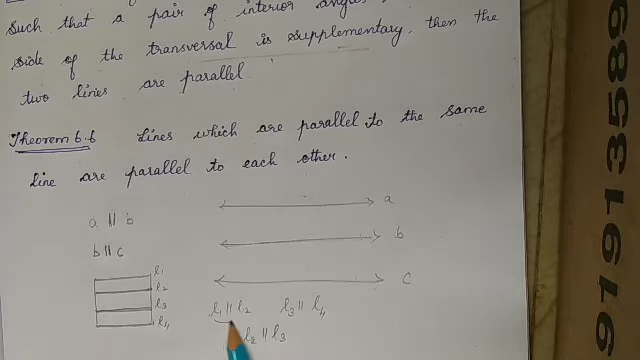 such that a pair of interior angles
side of the transversal is supplementary, then the
two lines are parallel.
Theorem 6.6 Lines which are parallel to the same
line are parallel to each other.
a || b
b || c
a
b
c
l1
l2
l3
l4
l1 || l2 l3 || l4
l2 || l3
9191358